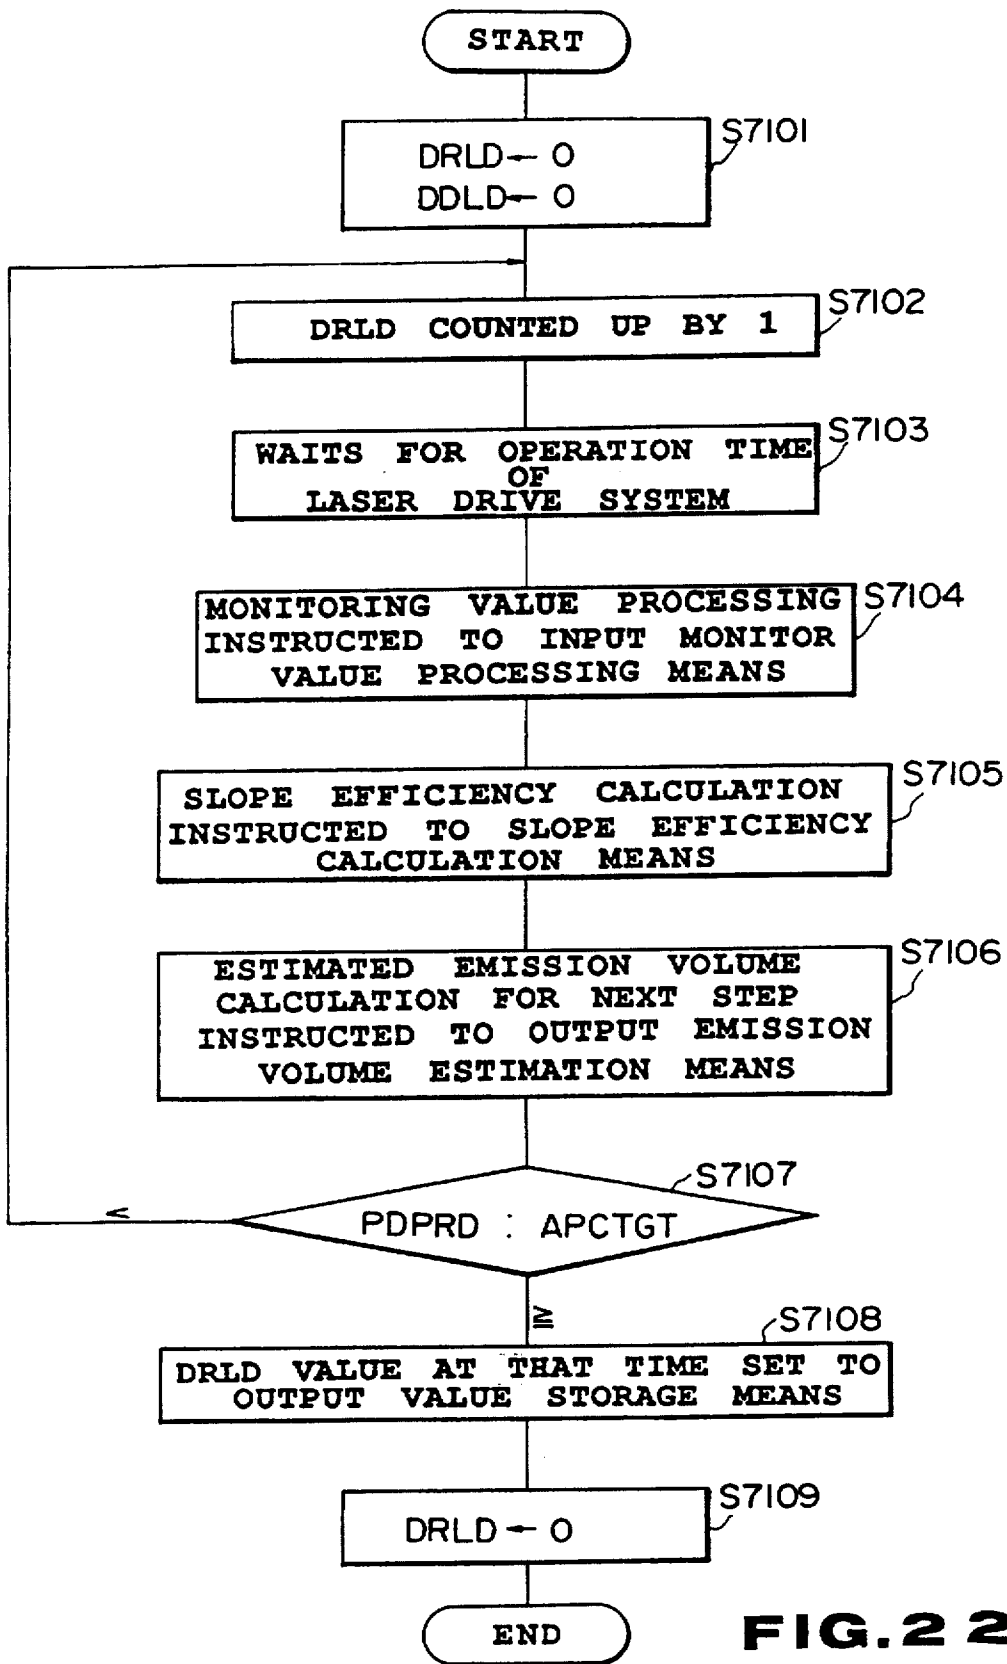 START
S7101
DRLD ← 0
DDLD ← 0
S7102
DRLD COUNTED UP BY 1
S7103
WAITS FOR OPERATION TIME
OF
LASER DRIVE SYSTEM
S7104
MONITORING VALUE PROCESSING
INSTRUCTED TO INPUT MONITOR
VALUE PROCESSING MEANS
S7105
SLOPE EFFICIENCY CALCULATION
INSTRUCTED TO SLOPE EFFICIENCY
CALCULATION MEANS
S7106
ESTIMATED EMISSION VOLUME
CALCULATION FOR NEXT STEP
INSTRUCTED TO OUTPUT EMISSION
VOLUME ESTIMATION MEANS
S7107
<
PDPRD : APCTGT
≧
S7108
DRLD VALUE AT THAT TIME SET TO
OUTPUT VALUE STORAGE MEANS
S7109
DRLD ← 0
END
FIG.22